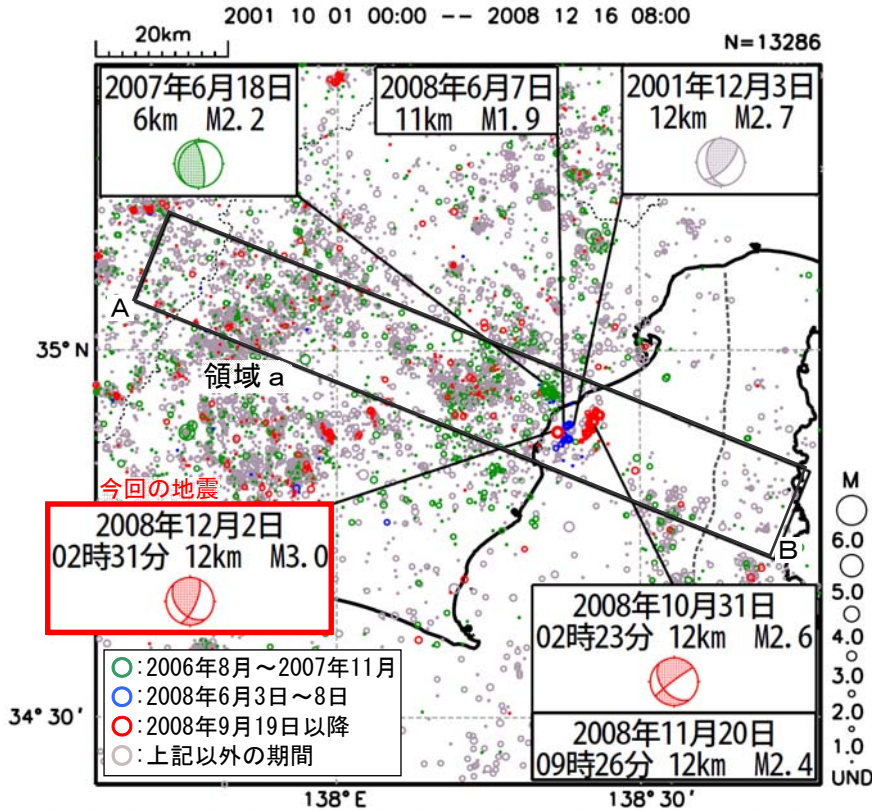 2001 10 01 00:00 -- 2008 12 16 08:00
20km
N=13286
2007年6月18日
6km M2.2
2008年6月7日
11km M1.9
2001年12月3日
12km M2.7
A
35°N
領域a
今回の地震
2008年12月2日
02時31分 12km M3.0
B
M
6.0
5.0
4.0
3.0
2.0
1.0
UND
2008年10月31日
02時23分 12km M2.6
2008年11月20日
09時26分 12km M2.4
○:2006年8月～2007年11月
○:2008年6月3日～8日
○:2008年9月19日以降
○:上記以外の期間
34°30'
138°E
138°30'